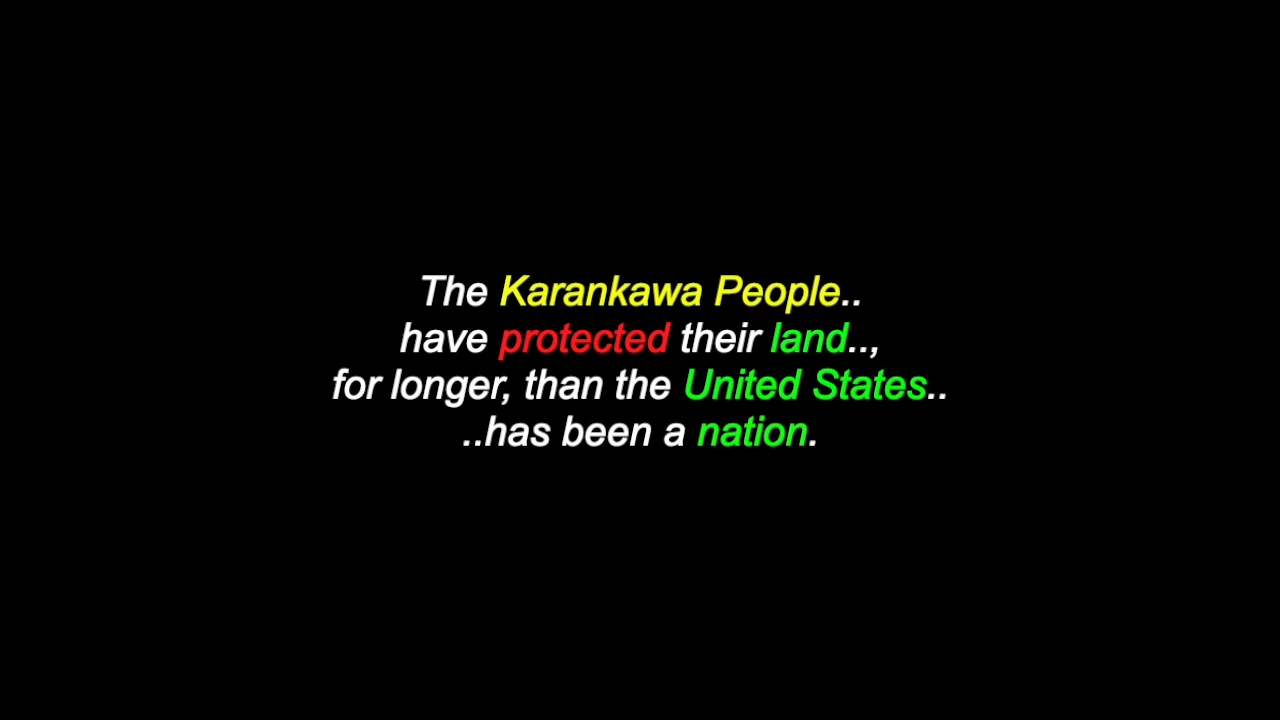 The Karankawa People..
have protected their land..,
for longer, than the United States..
..has been a nation.